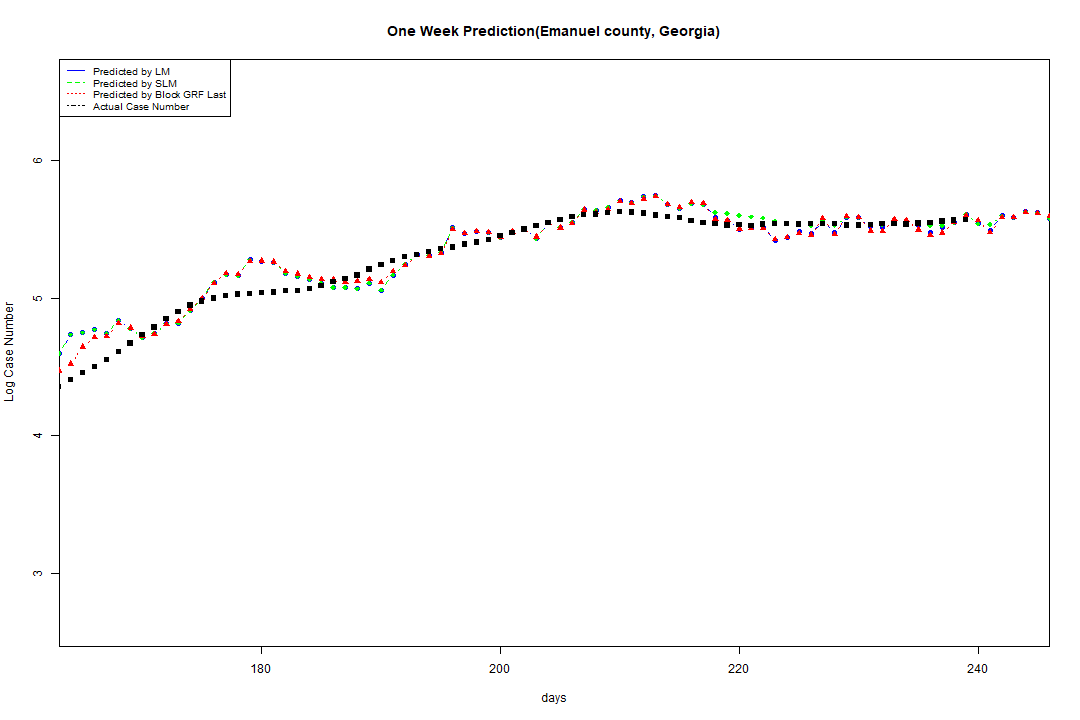 One Week Prediction(Emanuel county, Georgia)
Predicted by LM
Predicted by SLM
Predicted by Block GRF Last
Actual Case Number
6
5
4
3
Log Case Number
180 200 220 240
days